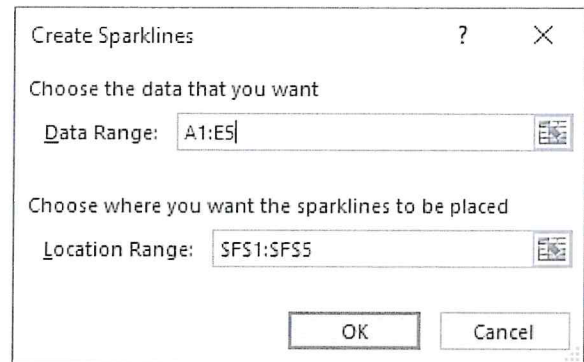 Create Sparklines ? ×
Choose the data that you want
Data Range: A1:E5
Choose where you want the sparklines to be placed
Location Range: $F$1:$F$5
OK Cancel